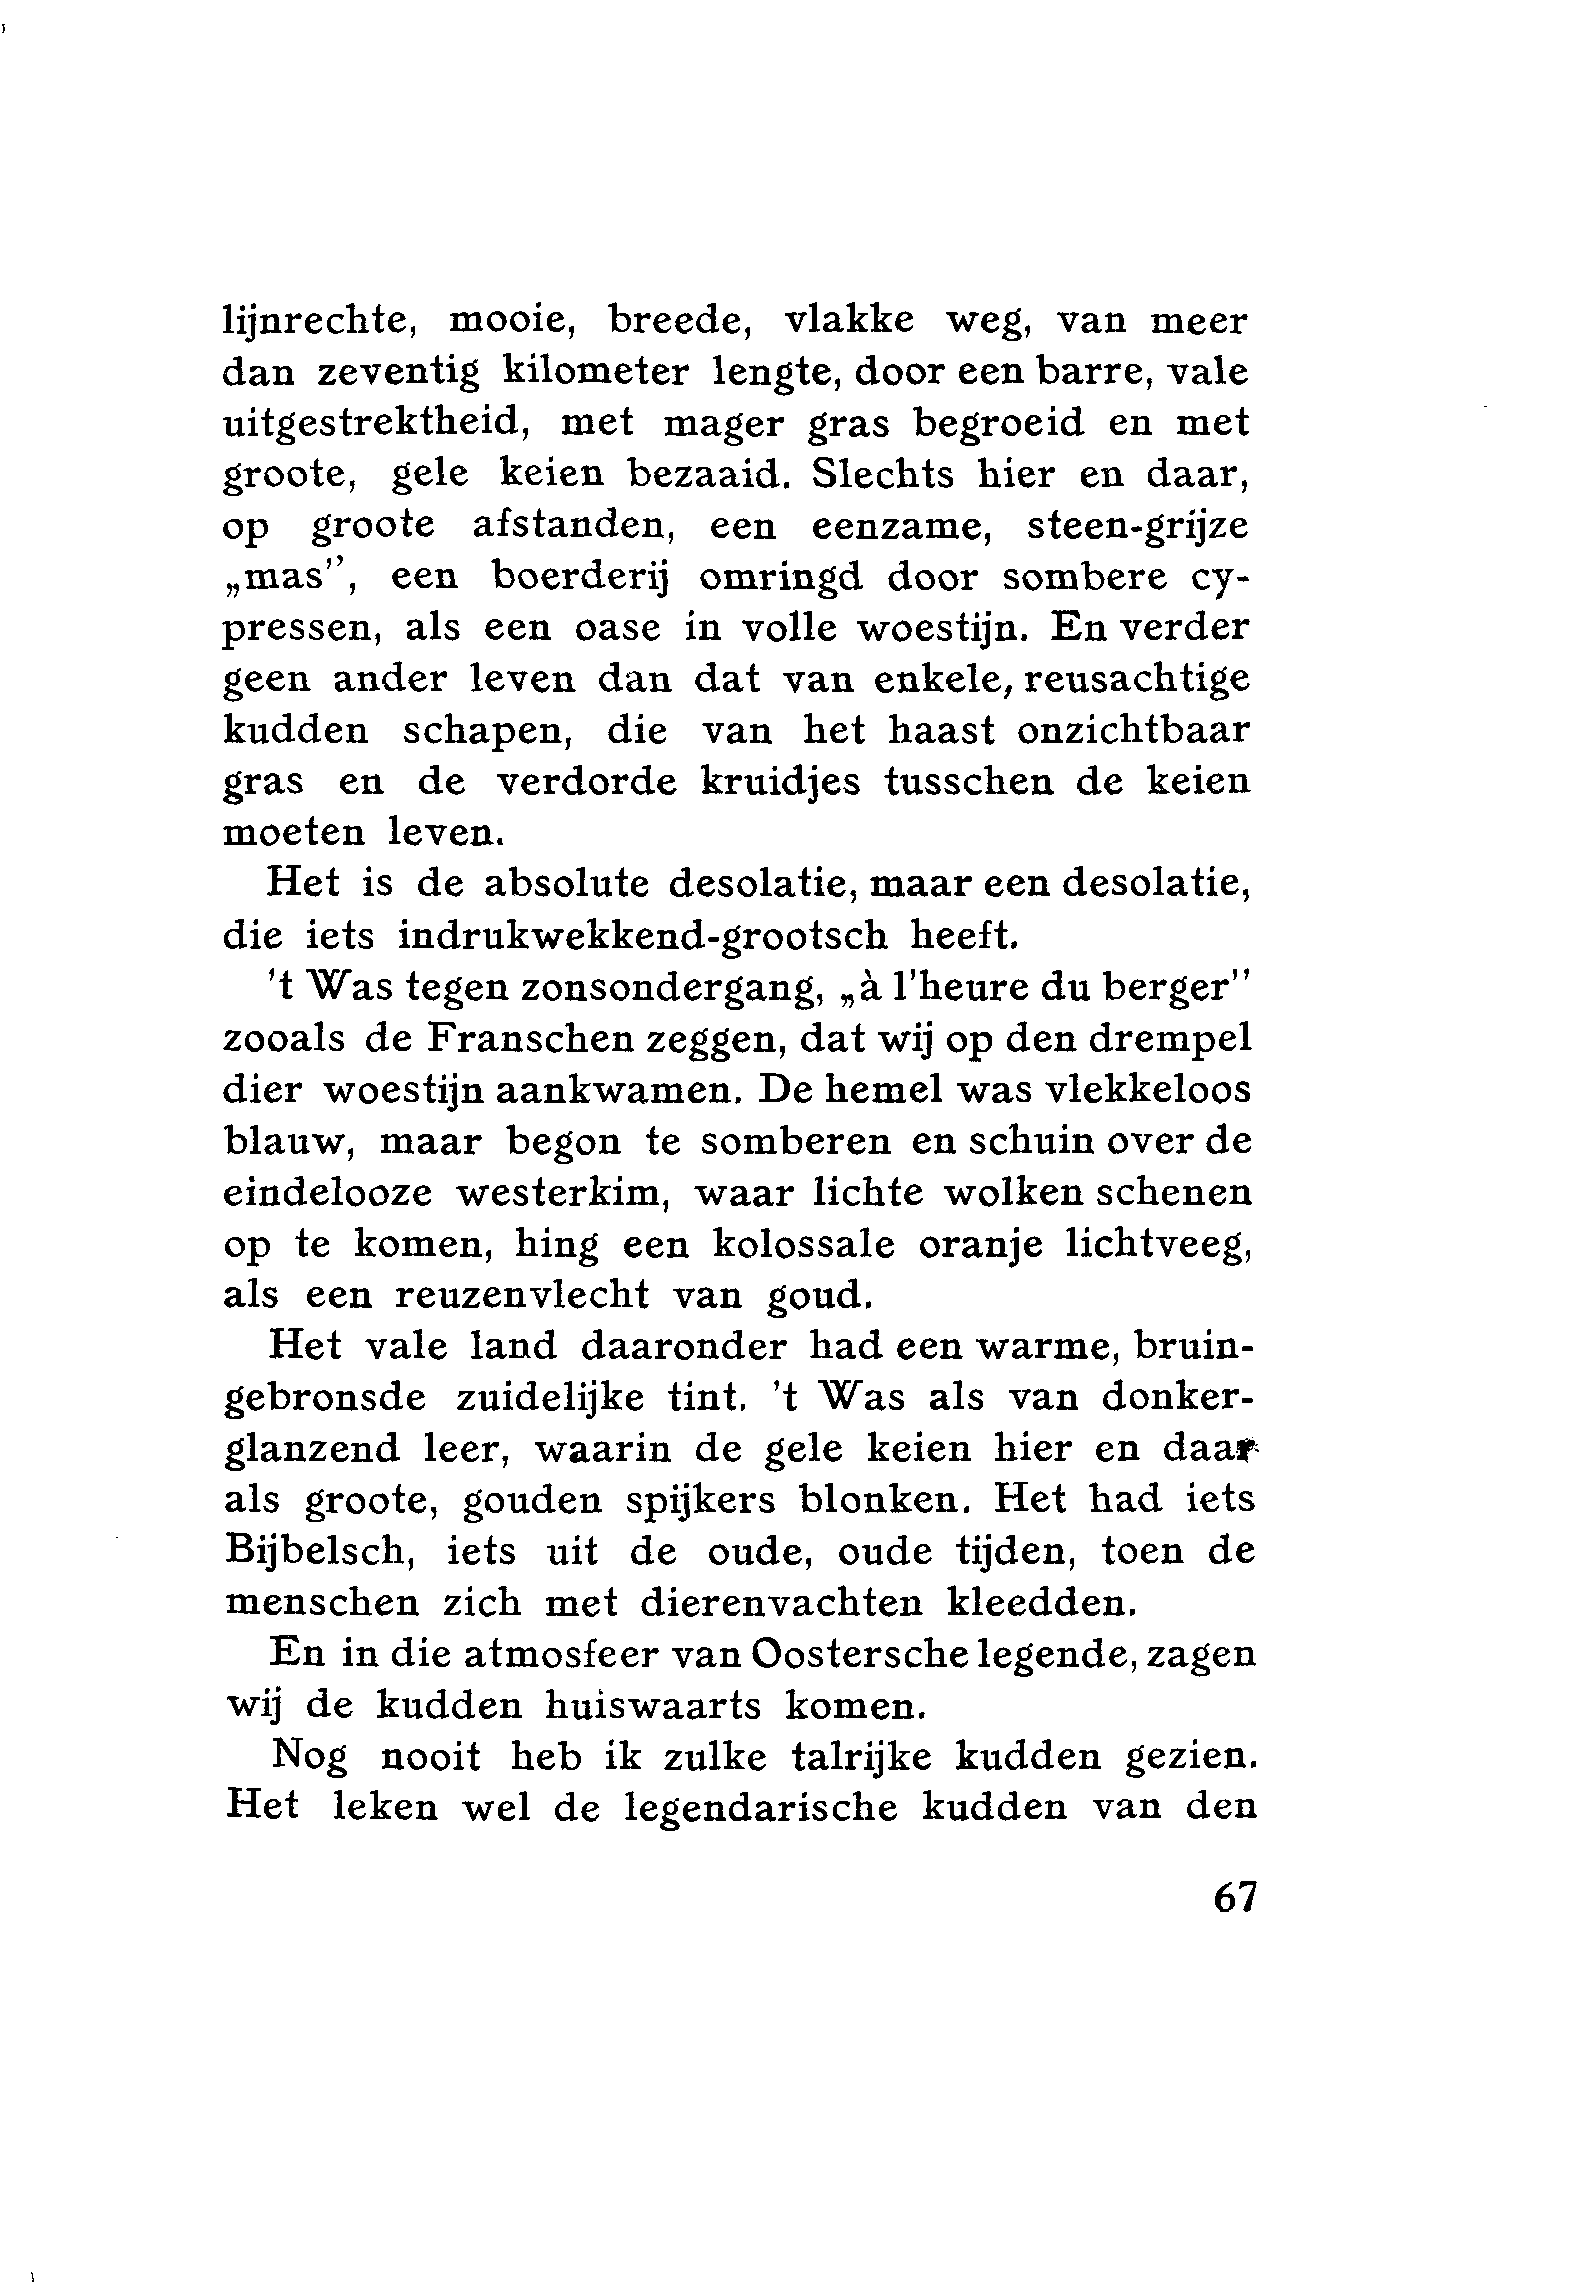 lijnrechte, mooie, breede, vlakke weg, van meer
dan zeventig kilometer lengte, door een barre, vale
uitgestrektheid, met mager gras begroeid en met
groote, gele keien bezaaid. Slechts hier en daar,
op groote afstanden, een eenzame, steen-grijze
„mas”, een boerderij omringd door sombere cy-
pressen, als een oase in volle woestijn. En verder
geen ander leven dan dat van enkele, reusachtige
kudden schapen, die van het haast onzichtbaar
gras en de verdorde kruidjes tusschen de keien
moeten leven.
Het is de absolute desolatie, maar een desolatie,
die iets indrukwekkend-grootsch heeft.
't Was tegen zonsondergang, „à l'heure du berger”
zooals de Franschen zeggen, dat wij op den drempel
dier woestijn aankwamen. De hemel was vlekkeloos
blauw, maar begon te somberen en schuin over de
eindelooze westerkim, waar lichte wolken schenen
op te komen, hing een kolossale oranje lichtveeg,
als een reuzenvlecht van goud.
Het vale land daaronder had een warme, bruin-
gebronsde zuidelijke tint. 't Was als van donker-
glanzend leer, waarin de gele keien hier en daar
als groote, gouden spijkers blonken. Het had iets
Bijbelsch, iets uit de oude, oude tijden, toen de
menschen zich met dierenvachten kleedden.
En in die atmosfeer van Oostersche legende, zagen
wij de kudden huiswaarts komen.
Nog nooit heb ik zulke talrijke kudden gezien.
Het leken wel de legendarische kudden van den
67